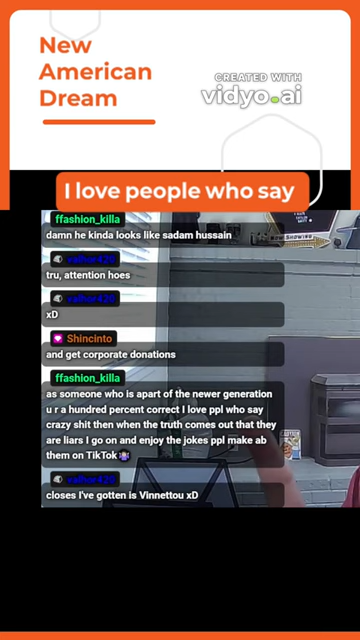 New
American
Dream
CREATED WITH
vidyo.ai
I love people who say
ffashion_killa
damn he kinda looks like sadam hussain
tru, attention hoes
xD
Shincinto
and get corporate donations
ffashion_killa
as someone who is apart of the newer generation
u r a hundred percent correct I love ppl who say
crazy shit then when the truth comes out that they
are liars I go on and enjoy the jokes ppl make ab
them on TikTok
closes I've gotten is Vinnettou xD